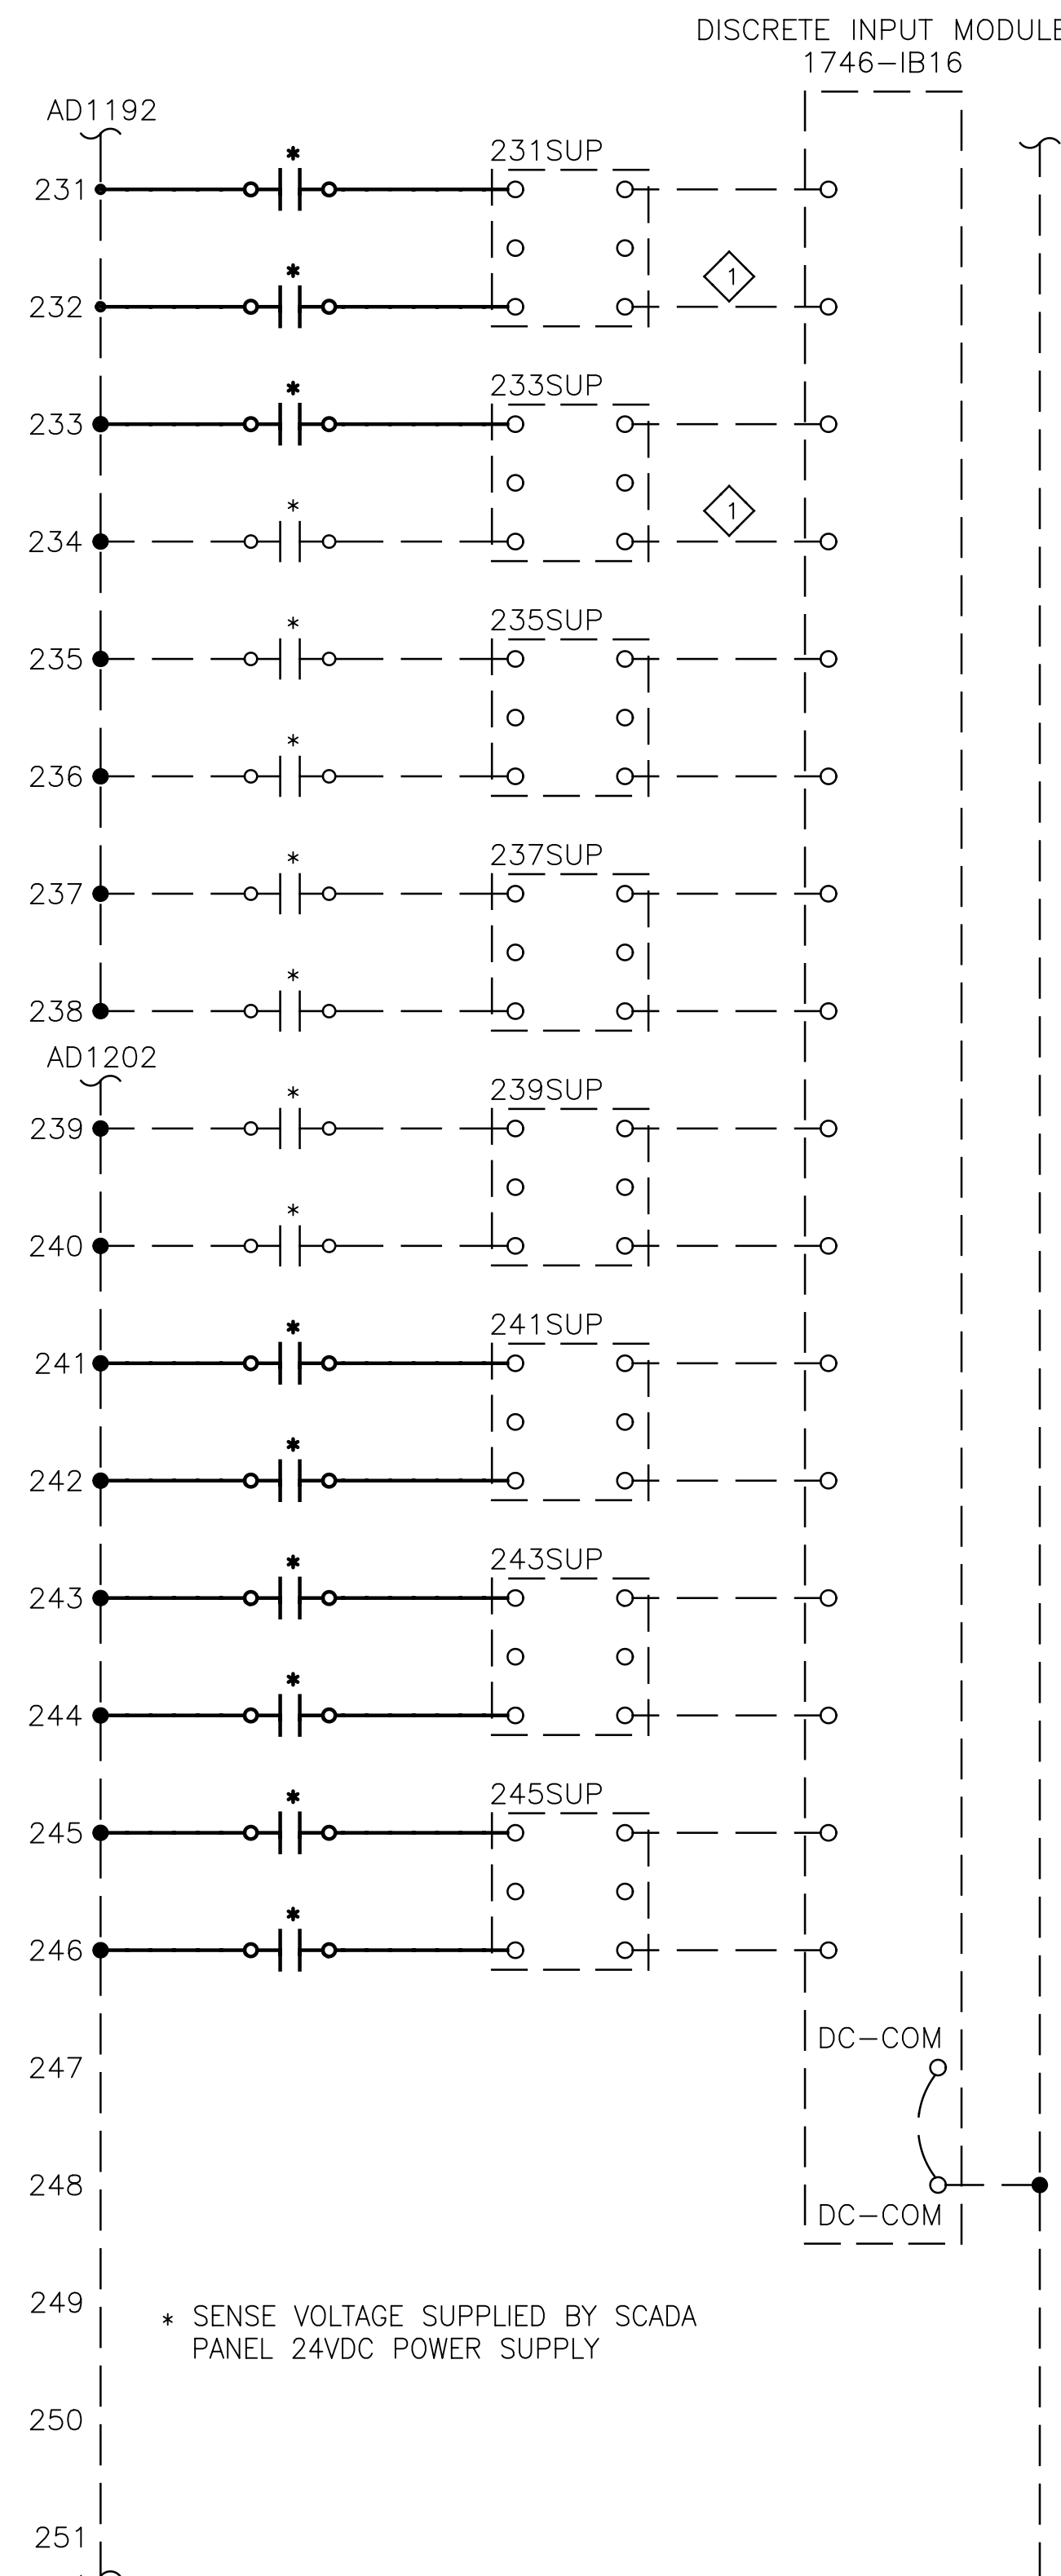 DISCRETE INPUT MODULE
1746-IB16
AD1192
231 * 231SUP
232 * 1
233 * 233SUP
234 * 1
235 * 235SUP
236 *
237 * 237SUP
238 *
AD1202
239 * 239SUP
240 *
241 * 241SUP
242 *
243 * 243SUP
244 *
245 * 245SUP
246 *
DC-COM
247
248
DC-COM
249
* SENSE VOLTAGE SUPPLIED BY SCADA
PANEL 24VDC POWER SUPPLY
250
251